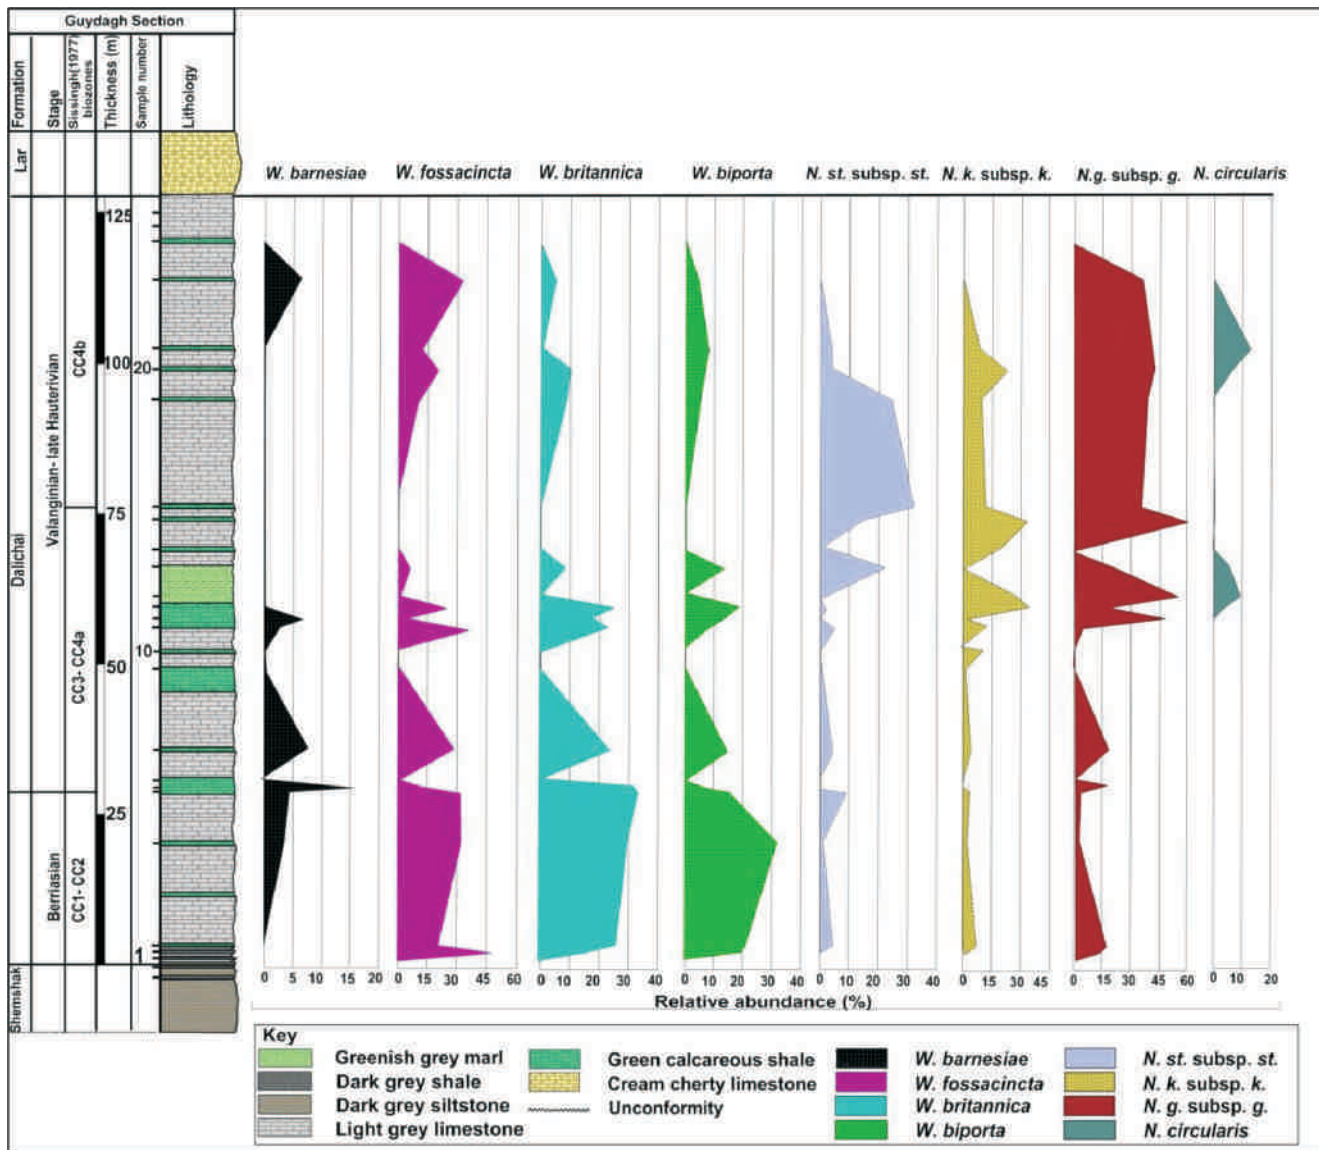 Guydagh Section
Formation
Stage
Sissingh(1977)
biozones
Thickness (m)
Sample number
Lithology
Lar
W. barnesiae
W. fossacincta
W. britannica
W. biporta
N. st. subsp. st.
N. k. subsp. k.
N.g. subsp. g.
N. circularis
125
100
20
75
10
50
25
1
Dalichai
Shemshak
Valanginian- late Hauterivian
Berriasian
CC4b
CC3- CC4a
CC1- CC2
0 5 10 15 20
0 15 30 45 60
0 10 20 30 40
0 10 20 30 40
0 10 20 30 40
0 15 30 45
0 15 30 45 60
0 10 20
Relative abundance (%)
Key
Greenish grey marl
Dark grey shale
Dark grey siltstone
Light grey limestone
Green calcareous shale
Cream cherty limestone
Unconformity
W. barnesiae
W. fossacincta
W. britannica
W. biporta
N. st. subsp. st.
N. k. subsp. k.
N. g. subsp. g.
N. circularis